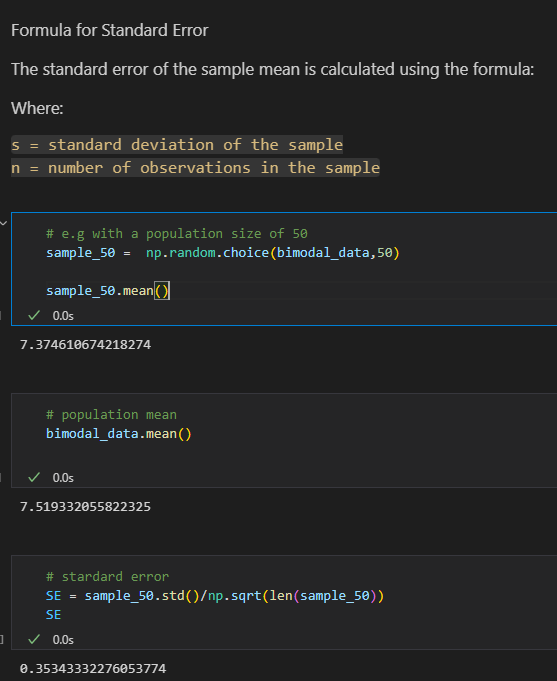 Formula for Standard Error
The standard error of the sample mean is calculated using the formula:
Where:
s = standard deviation of the sample
n = number of observations in the sample
# e.g with a population size of 50
sample_50 =  np.random.choice(bimodal_data,50)
sample_50.mean()
0.0s
7.374610674218274
# population mean
bimodal_data.mean()
0.0s
7.519332055822325
# stardard error
SE = sample_50.std()/np.sqrt(len(sample_50))
SE
0.0s
0.35343332276053774